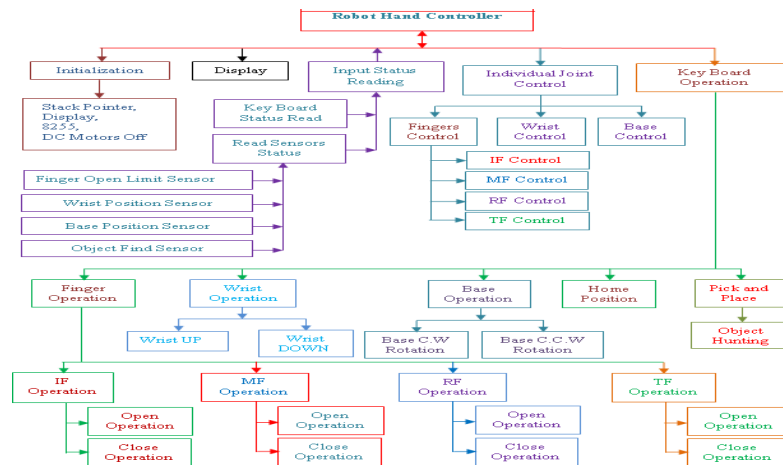 Robot Hand Controller
Initialization
Display
Input Status
Reading
Individual Joint
Control
Key Board
Operation
Stack Pointer,
Display,
8255,
DC Motors Off
Key Board
Status Read
Read Sensors
Status
Fingers
Control
Wrist
Control
Base
Control
IF Control
MF Control
RF Control
TF Control
Finger Open Limit Sensor
Wrist Position Sensor
Base Position Sensor
Object Find Sensor
Finger
Operation
Wrist
Operation
Base
Operation
Home
Position
Pick and
Place
Wrist UP
Wrist
DOWN
Base C.W
Rotation
Base C.C.W
Rotation
Object
Hunting
IF
Operation
MF
Operation
RF
Operation
TF
Operation
Open
Operation
Open
Operation
Open
Operation
Open
Operation
Close
Operation
Close
Operation
Close
Operation
Close
Operation